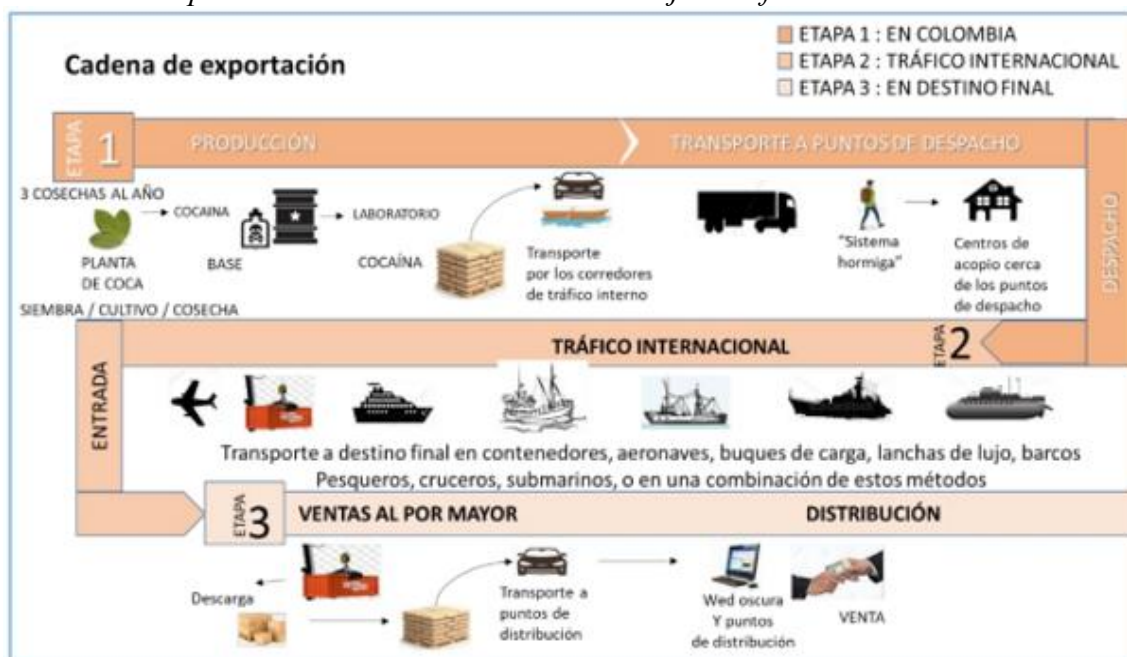 ETAPA 1 : EN COLOMBIA
ETAPA 2 : TRÁFICO INTERNACIONAL
ETAPA 3 : EN DESTINO FINAL
Cadena de exportación
ETAPA 1
PRODUCCIÓN
TRANSPORTE A PUNTOS DE DESPACHO
DESPACHO
3 COSECHAS AL AÑO
COCAINA
LABORATORIO
PLANTA
DE COCA
BASE
COCAÍNA
Transporte
por los corredores
de tráfico interno
"Sistema
hormiga"
Centros de
acopio cerca
de los puntos
de despacho
SIEMBRA / CULTIVO / COSECHA
TRÁFICO INTERNACIONAL
ETAPA 2
ENTRADA
Transporte a destino final en contenedores, aeronaves, buques de carga, lanchas de lujo, barcos
Pesqueros, cruceros, submarinos, o en una combinación de estos métodos
ETAPA 3
VENTAS AL POR MAYOR
DISTRIBUCIÓN
Descarga
Transporte a
puntos de
distribución
Wed oscura
Y puntos
de distribución
VENTA